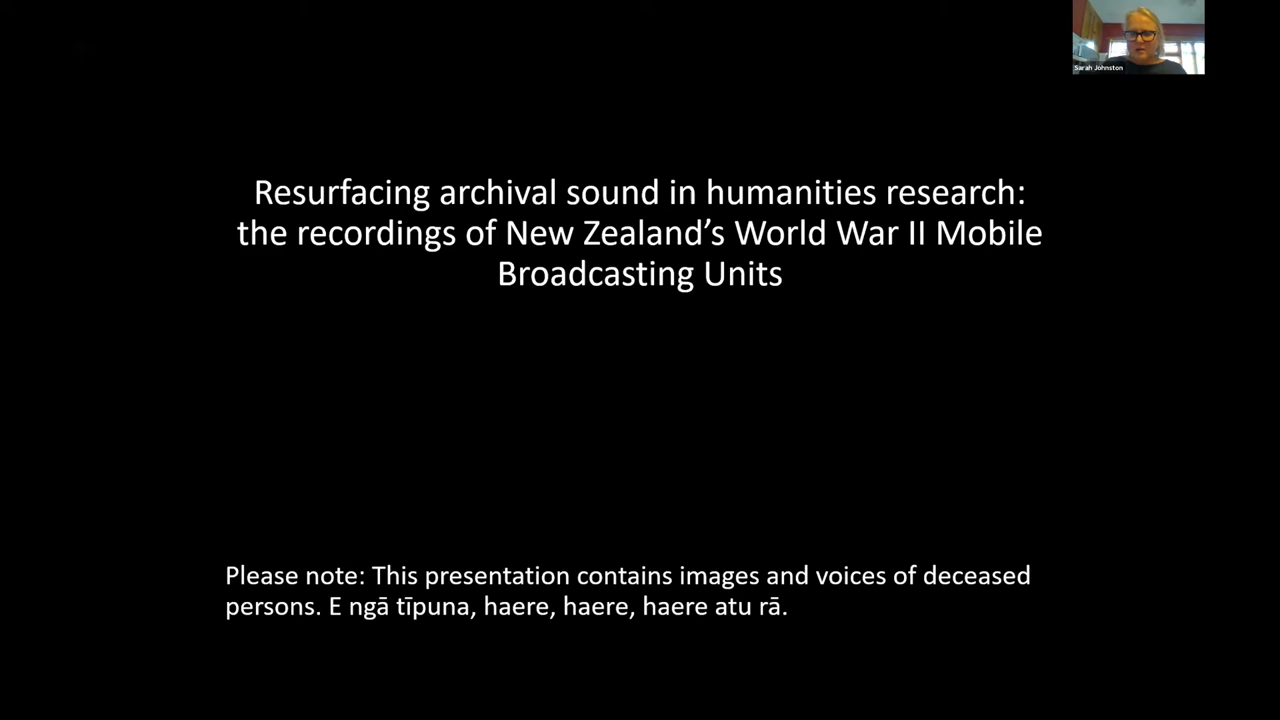 Sarah Johnston
Resurfacing archival sound in humanities research:
the recordings of New Zealand’s World War II Mobile
Broadcasting Units
Please note: This presentation contains images and voices of deceased
persons. E ngā tīpuna, haere, haere, haere atu rā.